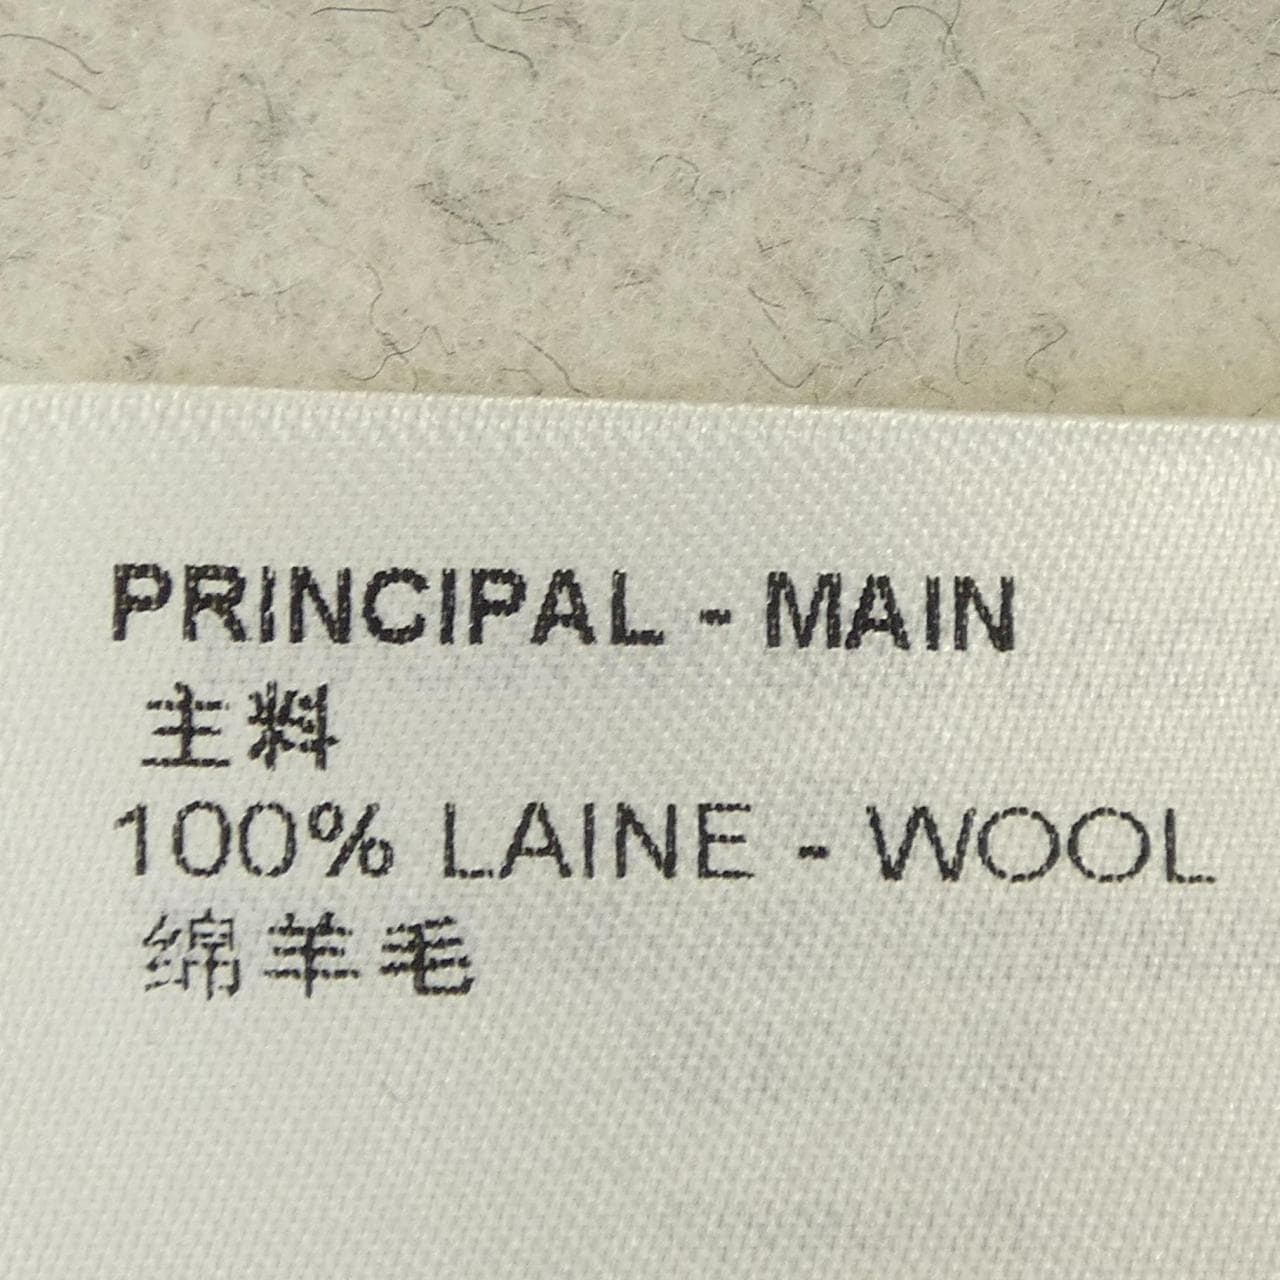 PRINCIPAL - MAIN
主料
100% LAINE - WOOL
绵羊毛